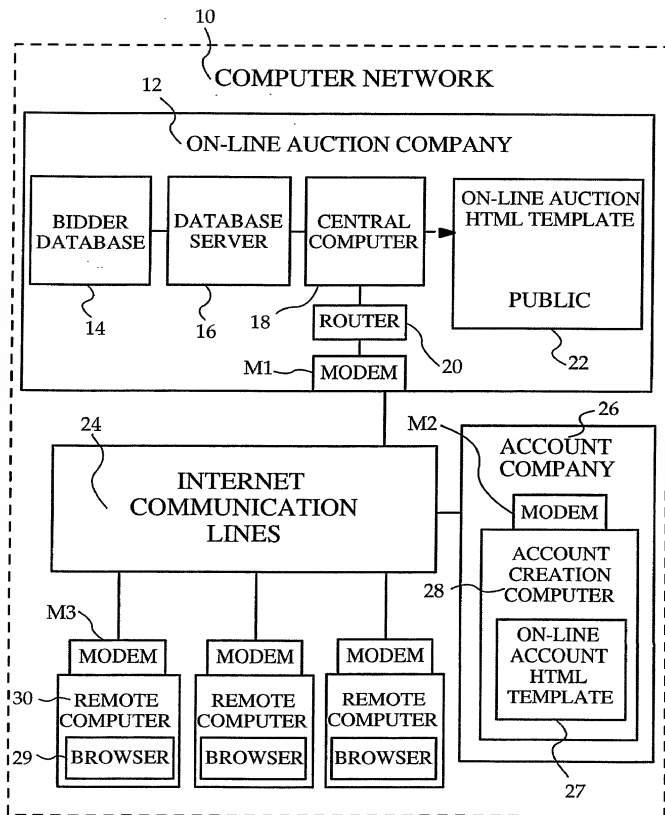 10
COMPUTER NETWORK
12
ON-LINE AUCTION COMPANY
BIDDER
DATABASE
14
DATABASE
SERVER
16
CENTRAL
COMPUTER
18
ON-LINE AUCTION
HTML TEMPLATE
PUBLIC
22
ROUTER
20
M1
MODEM
24
INTERNET
COMMUNICATION
LINES
26
ACCOUNT
COMPANY
M2
MODEM
ACCOUNT
CREATION
COMPUTER
28
ON-LINE
ACCOUNT
HTML
TEMPLATE
27
M3
MODEM
30
REMOTE
COMPUTER
29
BROWSER
MODEM
REMOTE
COMPUTER
BROWSER
MODEM
REMOTE
COMPUTER
BROWSER